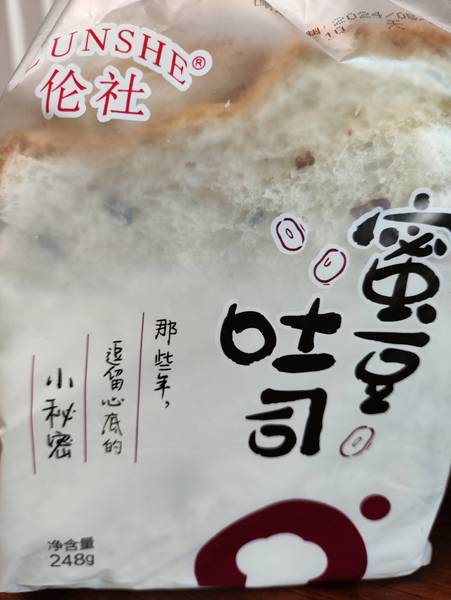 LUNSHE®
伦社
蜜豆
吐司
那些年，
逗留心底的
小秘密
净含量
248g